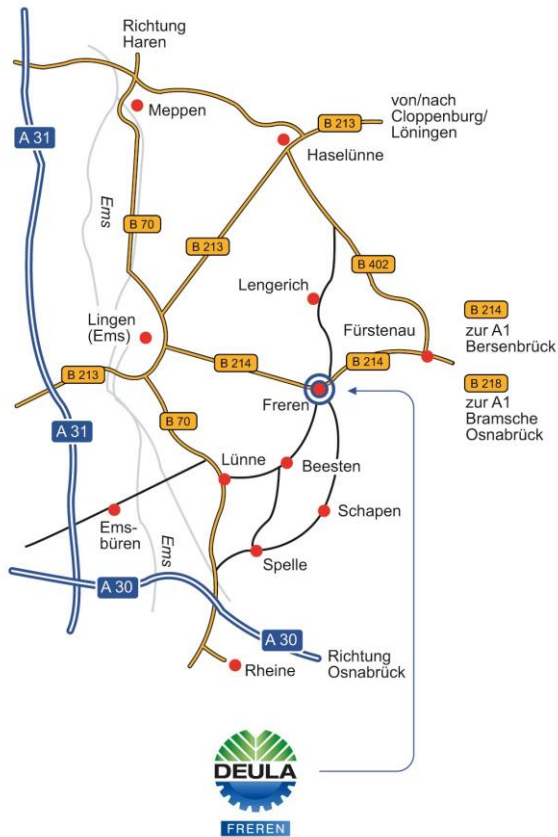 Richtung
Haren
A 31
Meppen
B 213
von/nach
Cloppenburg/
Löningen
Haselünne
Ems
B 70
B 213
B 402
Lengerich
Lingen
(Ems)
Fürstenau
B 214
zur A1
Bersenbrück
B 213
B 214
B 214
B 218
zur A1
Bramsche
Osnabrück
Freren
B 70
A 31
Lünne
Beesten
Ems-
büren
Schapen
Ems
Spelle
A 30
A 30
Richtung
Osnabrück
Rheine
DEULA
FREREN